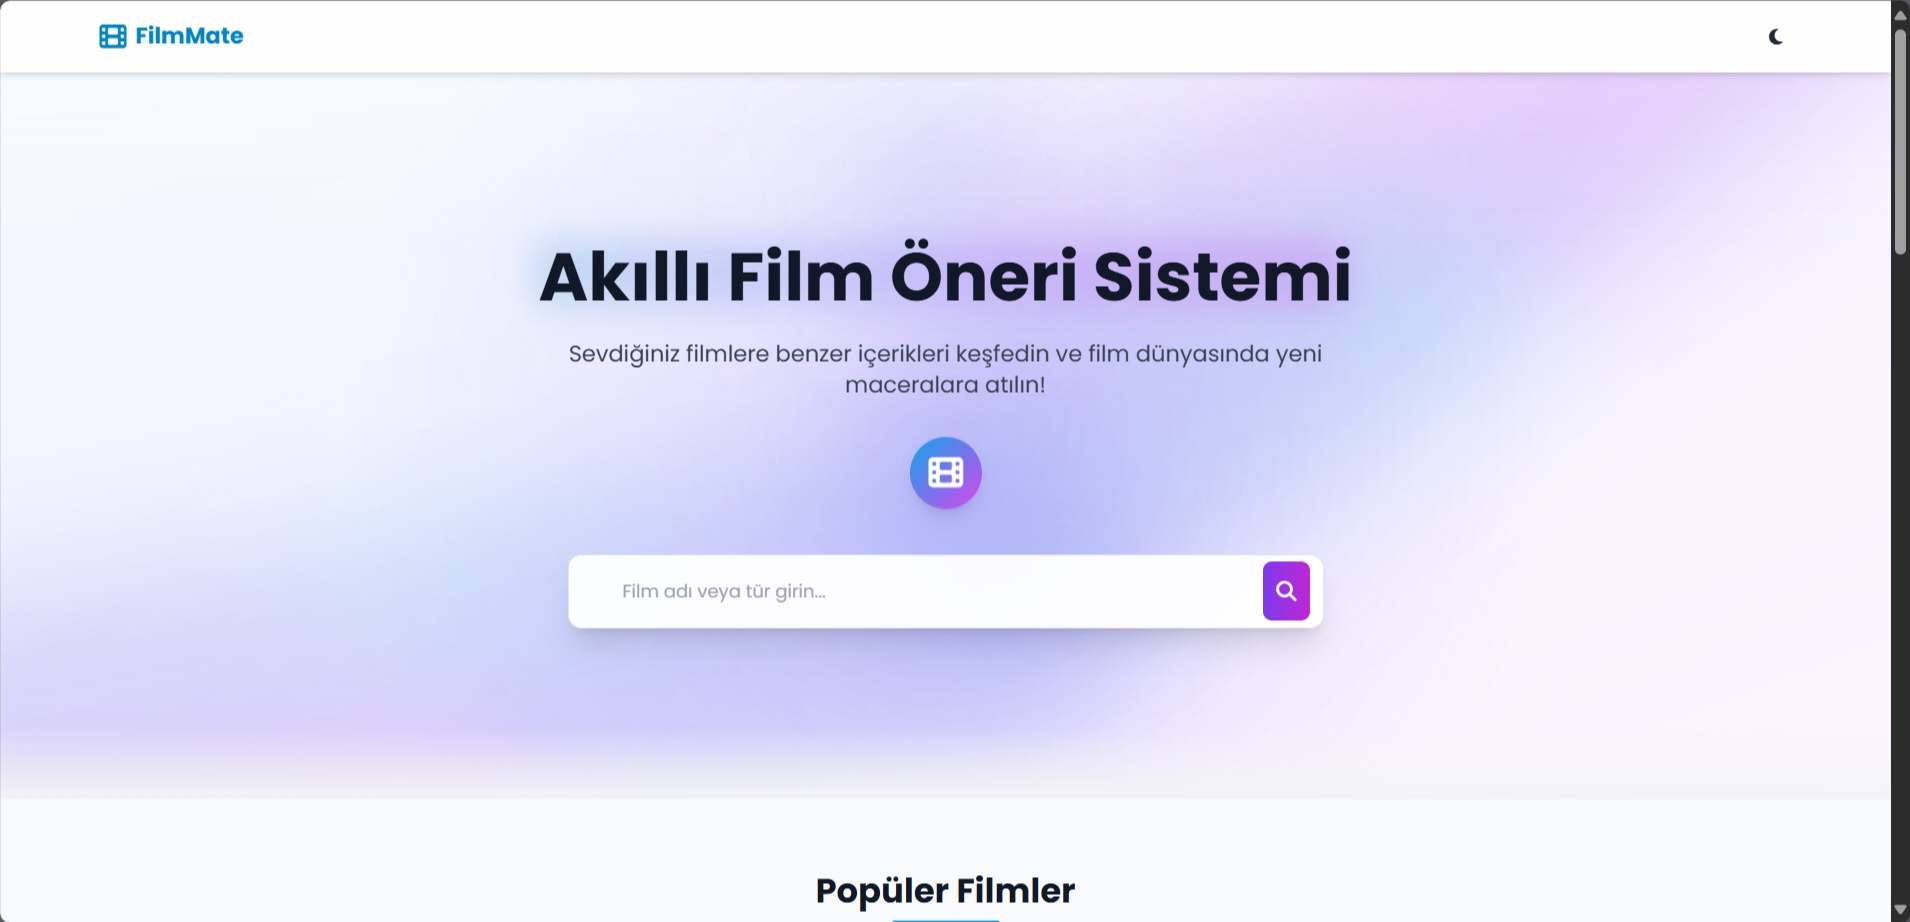 FilmMate
Akıllı Film Öneri Sistemi
Sevdiğiniz filmlere benzer içerikleri keşfedin ve film dünyasında yeni
maceralara atılın!
Film adı veya tür girin...
Popüler Filmler